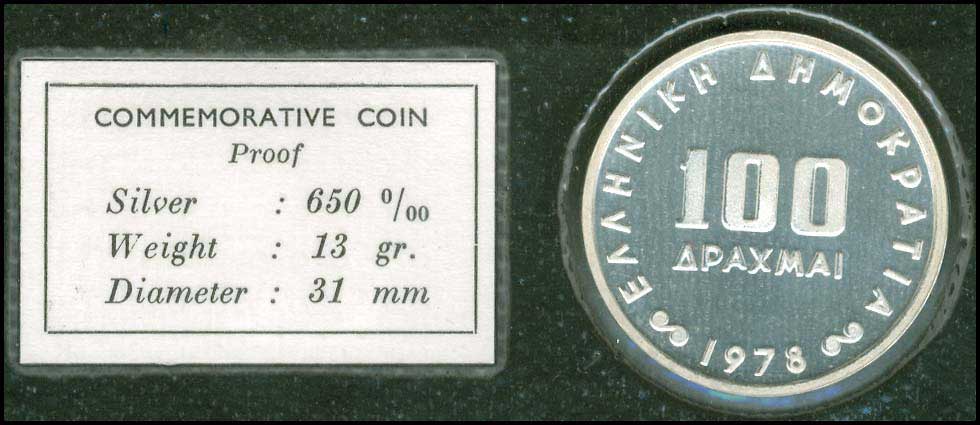 COMMEMORATIVE COIN
Proof
Silver : 650 ⁰/₀₀
Weight : 13 gr.
Diameter : 31 mm
ΕΛΛΗΝΙΚΗ ΔΗΜΟΚΡΑΤΙΑ
100
ΔΡΑΧΜΑΙ
1978